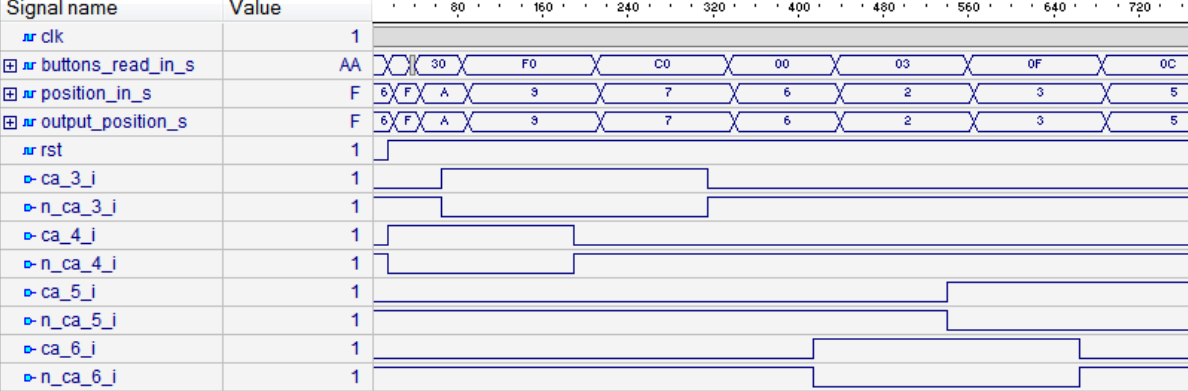 Signal name Value 80 160 240 320 400 480 560 640 720
clk 1
buttons_read_in_s AA 30 F0 C0 00 03 0F 0C
position_in_s F 6 F A 9 7 6 2 3 5
output_position_s F 6 F A 9 7 6 2 3 5
rst 1
ca_3_i 1
n_ca_3_i 1
ca_4_i 1
n_ca_4_i 1
ca_5_i 1
n_ca_5_i 1
ca_6_i 1
n_ca_6_i 1